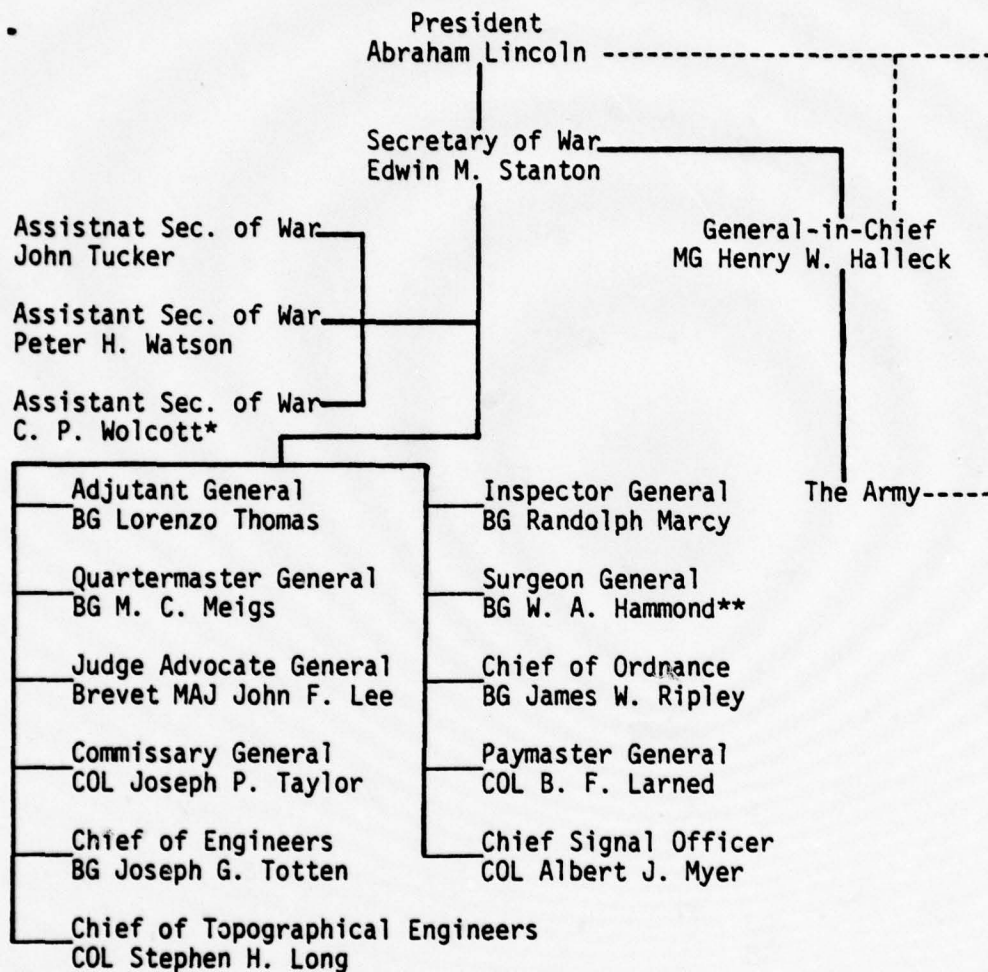 President
Abraham Lincoln
Secretary of War
Edwin M. Stanton
Assistnat Sec. of War
John Tucker
General-in-Chief
MG Henry W. Halleck
Assistant Sec. of War
Peter H. Watson
Assistant Sec. of War
C. P. Wolcott*
Adjutant General
BG Lorenzo Thomas
Quartermaster General
BG M. C. Meigs
Judge Advocate General
Brevet MAJ John F. Lee
Commissary General
COL Joseph P. Taylor
Chief of Engineers
BG Joseph G. Totten
Chief of Topographical Engineers
COL Stephen H. Long
Inspector General
BG Randolph Marcy
Surgeon General
BG W. A. Hammond**
Chief of Ordnance
BG James W. Ripley
Paymaster General
COL B. F. Larned
Chief Signal Officer
COL Albert J. Myer
The Army